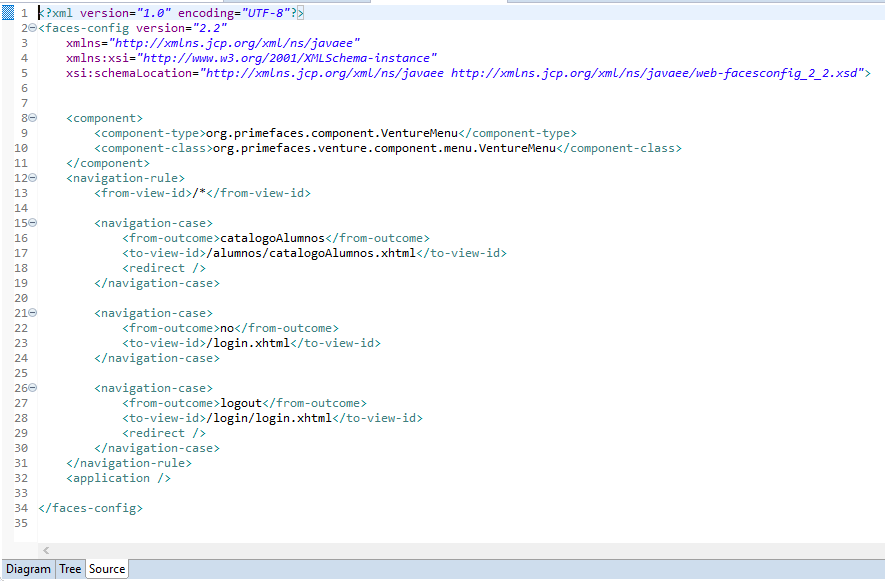 1 <?xml version="1.0" encoding="UTF-8"?>
2 <faces-config version="2.2"
3 xmlns="http://xmlns.jcp.org/xml/ns/javaee"
4 xmlns:xsi="http://www.w3.org/2001/XMLSchema-instance"
5 xsi:schemaLocation="http://xmlns.jcp.org/xml/ns/javaee http://xmlns.jcp.org/xml/ns/javaee/web-facesconfig_2_2.xsd">
6
7
8 <component>
9 <component-type>org.primefaces.component.VentureMenu</component-type>
10 <component-class>org.primefaces.venture.component.menu.VentureMenu</component-class>
11 </component>
12 <navigation-rule>
13 <from-view-id>/*</from-view-id>
14
15 <navigation-case>
16 <from-outcome>catalogoAlumnos</from-outcome>
17 <to-view-id>/alumnos/catalogoAlumnos.xhtml</to-view-id>
18 <redirect />
19 </navigation-case>
20
21 <navigation-case>
22 <from-outcome>no</from-outcome>
23 <to-view-id>/login.xhtml</to-view-id>
24 </navigation-case>
25
26 <navigation-case>
27 <from-outcome>logout</from-outcome>
28 <to-view-id>/login/login.xhtml</to-view-id>
29 <redirect />
30 </navigation-case>
31 </navigation-rule>
32 <application />
33
34 </faces-config>
35
Diagram Tree Source